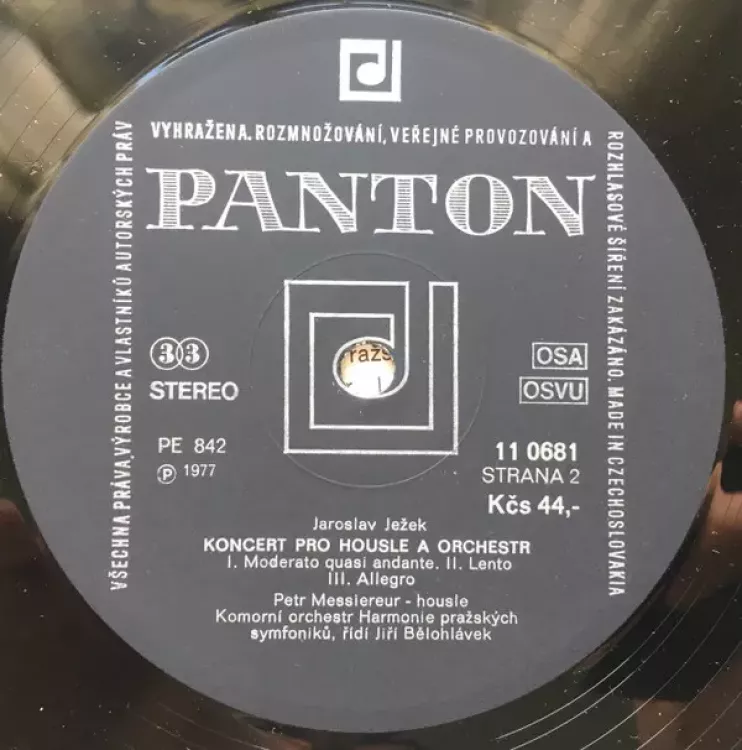 VŠECHNA PRÁVA VÝROBCE A VLASTNÍKŮ AUTORSKÝCH PRÁV
VYHRAŽENA. ROZMNOŽOVÁNÍ, VEŘEJNÉ PROVOZOVÁNÍ A
ROZHLASOVÉ ŠÍŘENÍ ZAKÁZÁNO. MADE IN CZECHOSLOVAKIA
PANTON
33
STEREO
OSA
OSVU
PE 842
Ⓟ 1977
11 0681
STRANA 2
Kčs 44,-
Jaroslav Ježek
KONCERT PRO HOUSLE A ORCHESTR
I. Moderato quasi andante. II. Lento
III. Allegro
Petr Messiereur - housle
Komorní orchestr Harmonie pražských
symfoniků, řídí Jiří Bělohlávek